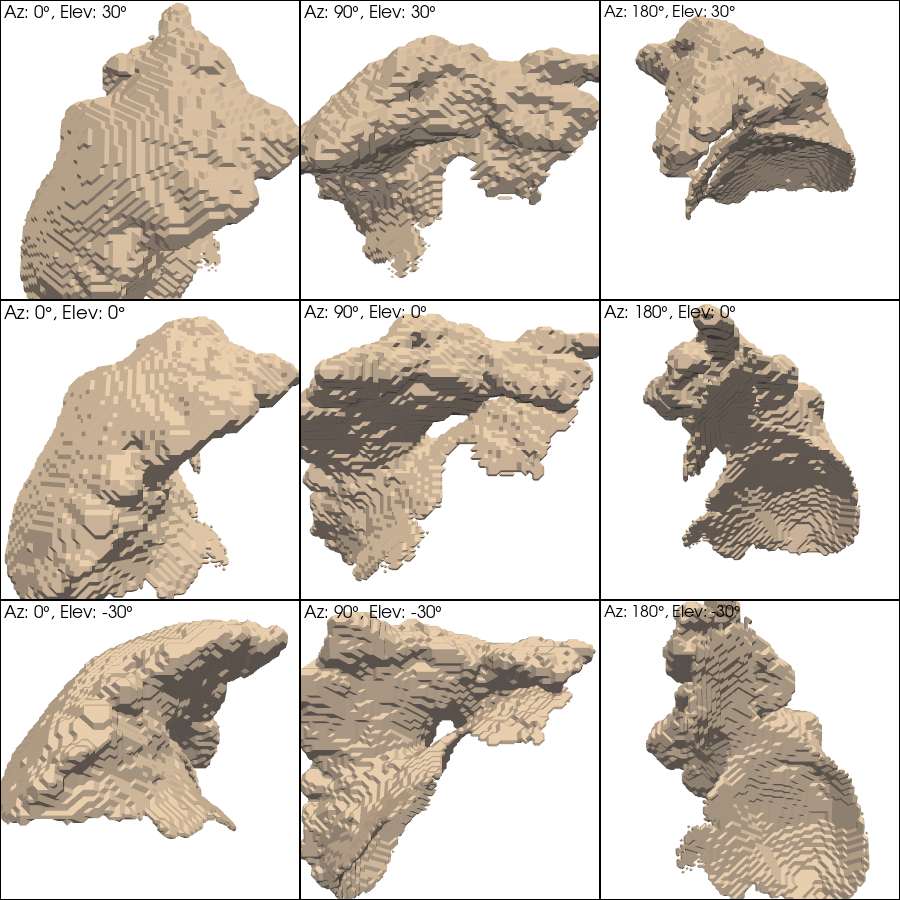 Az: 0°, Elev: 30°
Az: 90°, Elev: 30°
Az: 180°, Elev: 30°
Az: 0°, Elev: 0°
Az: 90°, Elev: 0°
Az: 180°, Elev: 0°
Az: 0°, Elev: -30°
Az: 90°, Elev: -30°
Az: 180°, Elev: -30°